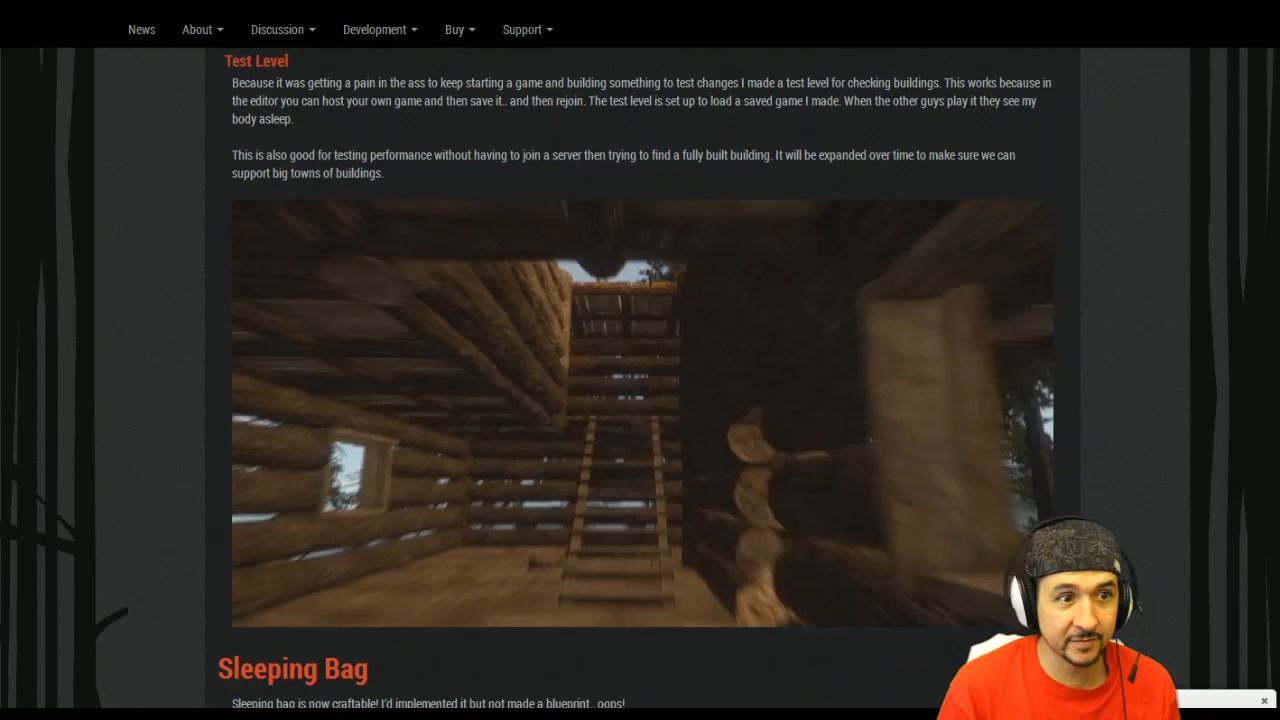 News About Discussion Development Buy Support
Test Level
Because it was getting a pain in the ass to keep starting a game and building something to test changes I made a test level for checking buildings. This works because in
the editor you can host your own game and then save it.. and then rejoin. The test level is set up to load a saved game I made. When the other guys play it they see my
body asleep.
This is also good for testing performance without having to join a server then trying to find a fully built building. It will be expanded over time to make sure we can
support big towns of buildings.
Sleeping Bag
Sleeping bag is now craftable! I'd implemented it but not made a blueprint.. oops!